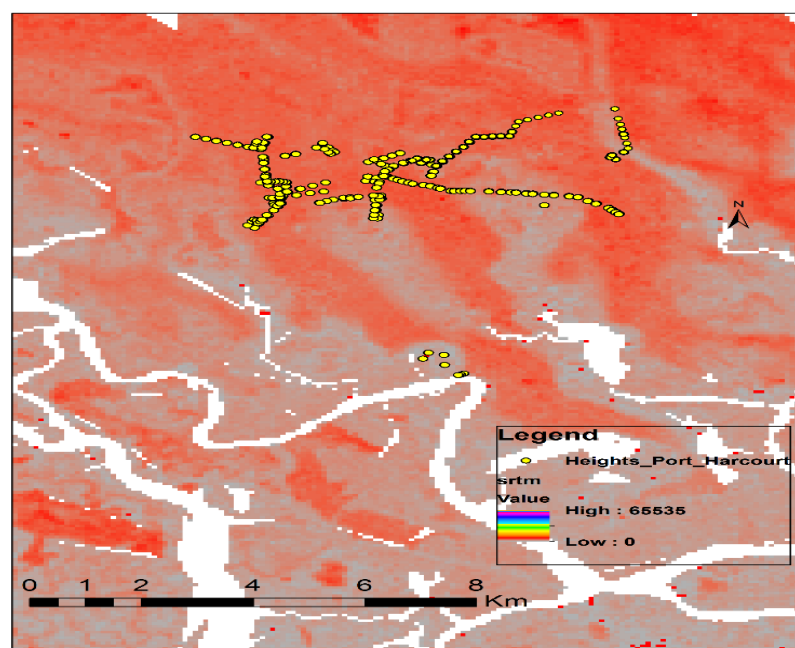 N
Legend
Heights_Port_Harcourt
srtm
Value
High : 65535
Low : 0
0 1 2 4 6 8
Km